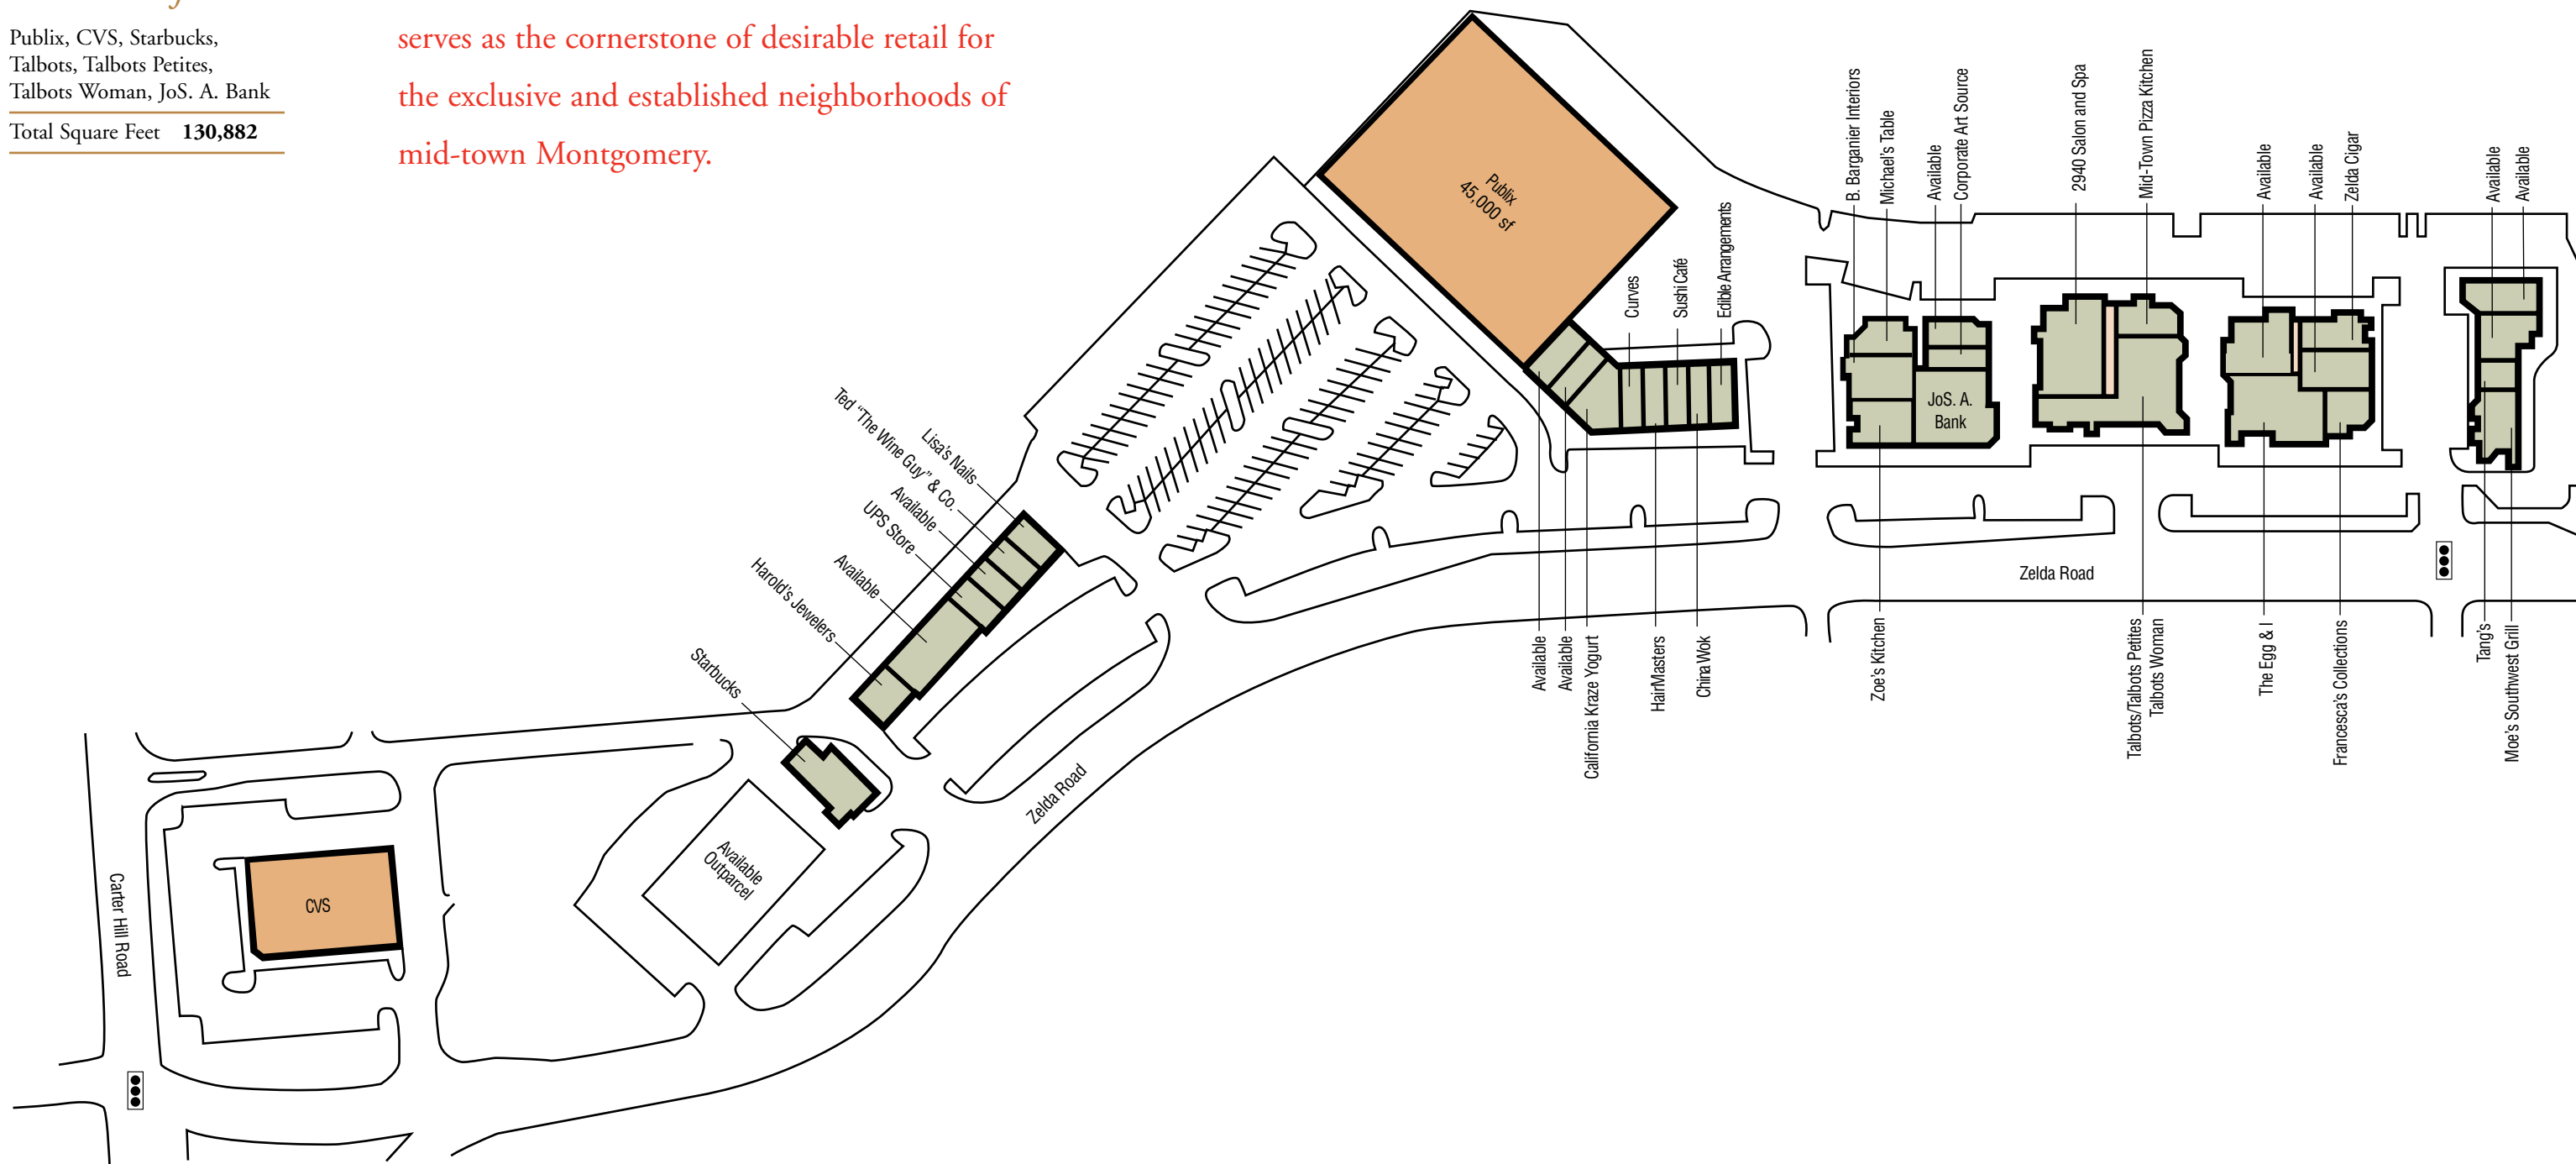 Publix, CVS, Starbucks,
Talbots, Talbots Petites,
Talbots Woman, JoS. A. Bank
Total Square Feet 130,882
serves as the cornerstone of desirable retail for
the exclusive and established neighborhoods of
mid-town Montgomery.
Publix
45,000 sf
Curves
Sushi Café
Edible Arrangements
B. Barganier Interiors
Michael's Table
Available
Corporate Art Source
2940 Salon and Spa
Mid-Town Pizza Kitchen
Available
Available
Zelda Cigar
Available
Available
JoS. A.
Bank
Lisa's Nails
Ted "The Wine Guy" & Co.
Available
UPS Store
Available
Harold's Jewelers
Starbucks
Zelda Road
Available
Available
California Kraze Yogurt
HairMasters
China Wok
Zoe's Kitchen
Talbots/Talbots Petites
Talbots Woman
The Egg & I
Francesca's Collections
Tang's
Moe's Southwest Grill
Zelda Road
Available
Outparcel
CVS
Carter Hill Road